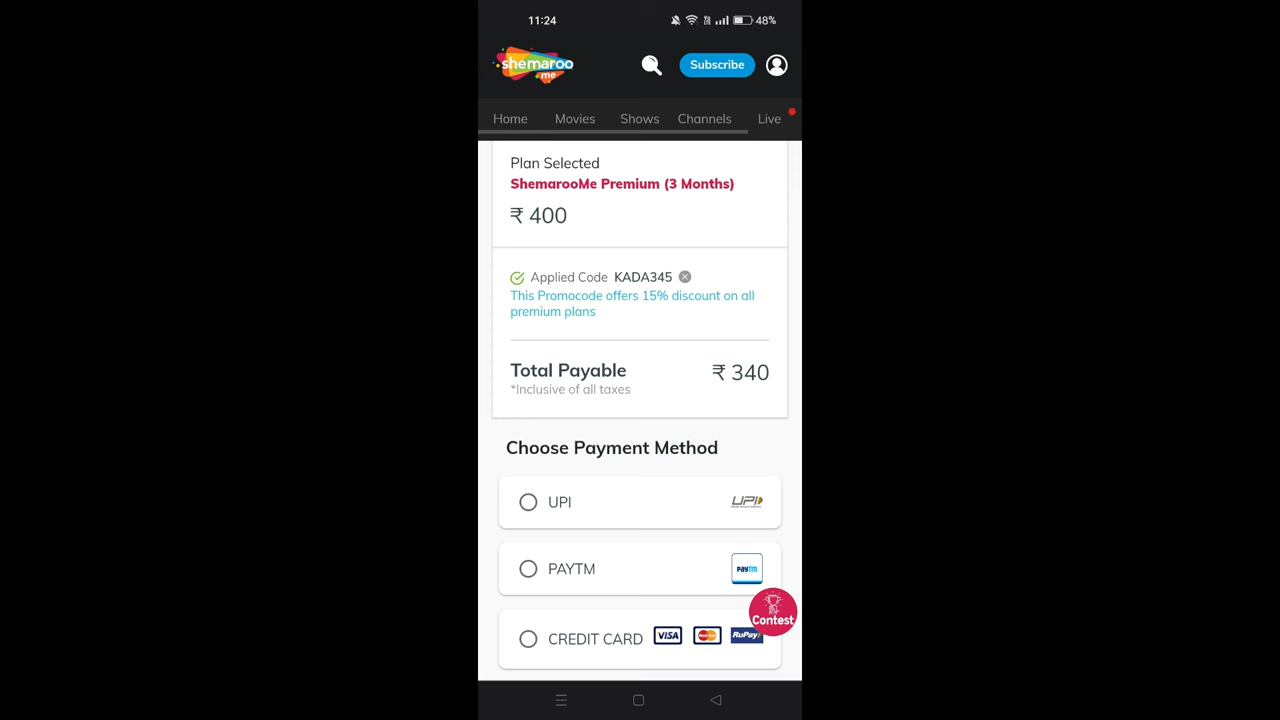 11:24
48%
shemaroo
me
Subscribe
Home Movies Shows Channels Live
Plan Selected
ShemarooMe Premium (3 Months)
₹ 400
Applied Code KADA345
This Promocode offers 15% discount on all
premium plans
Total Payable ₹ 340
*Inclusive of all taxes
Choose Payment Method
UPI UPI
PAYTM paytm
Contest
CREDIT CARD VISA RuPay